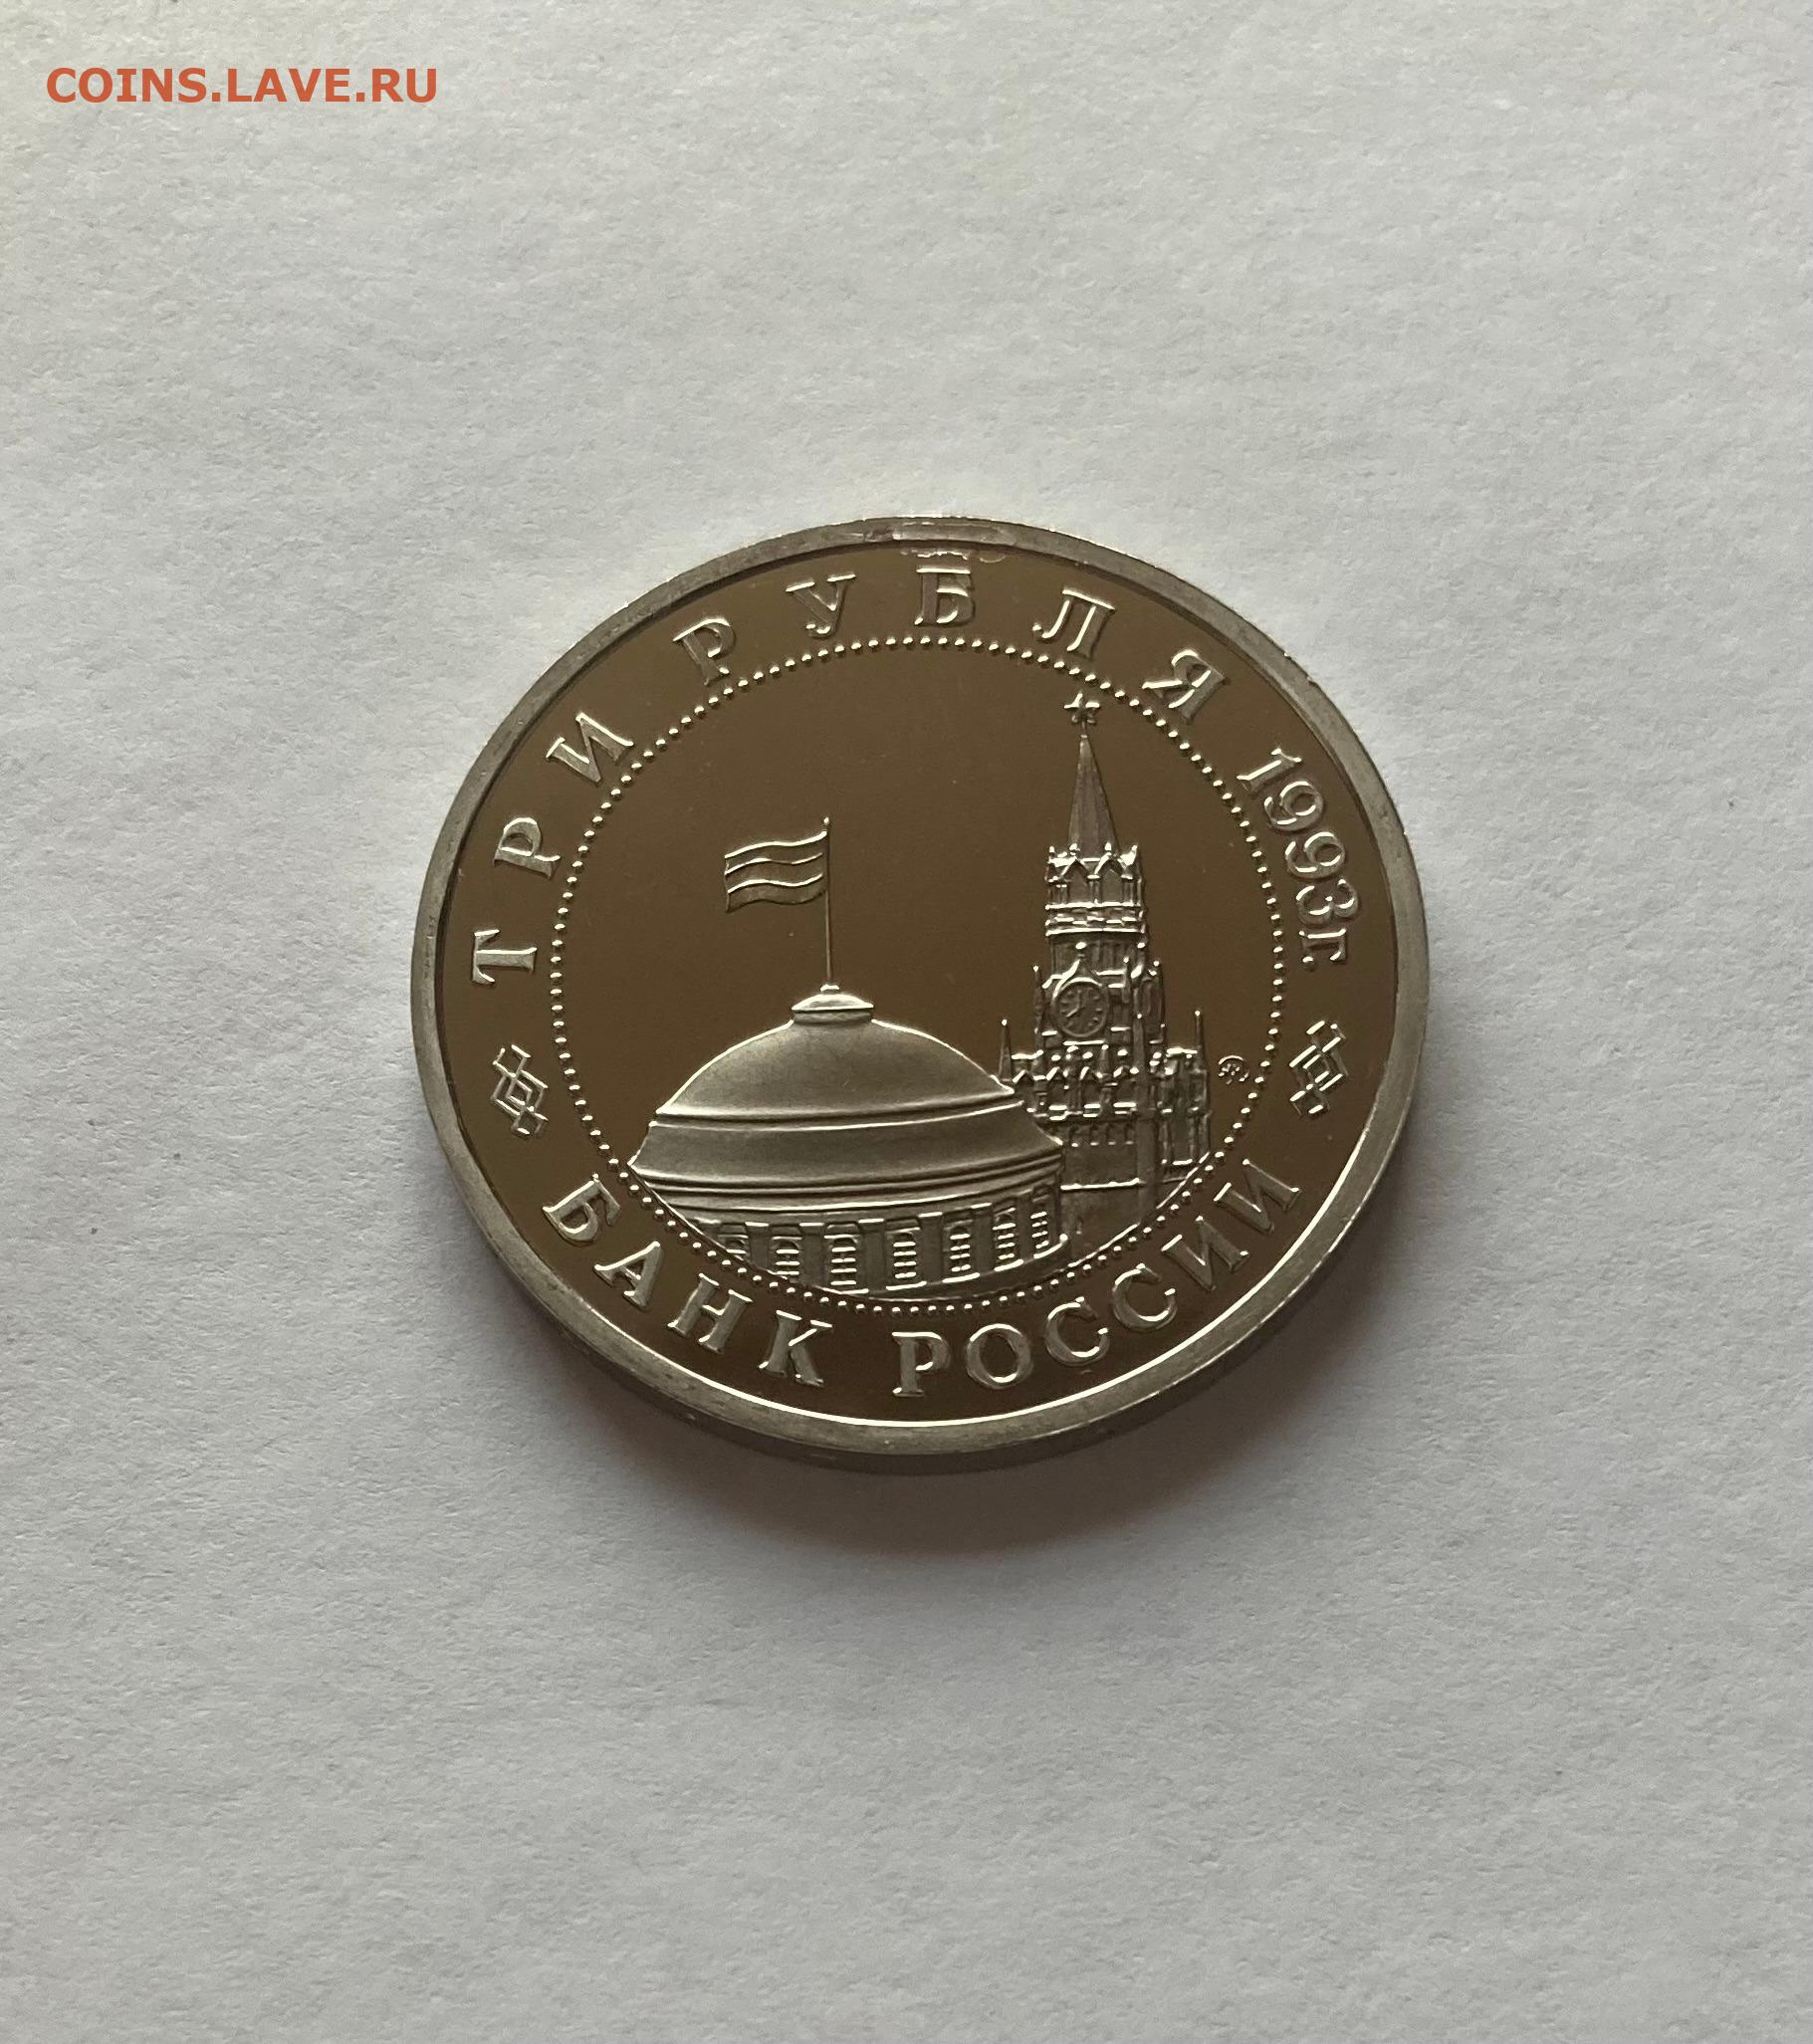 COINS.LAVE.RU
ТРИ РУБЛЯ 1993г.
БАНК РОССИИ